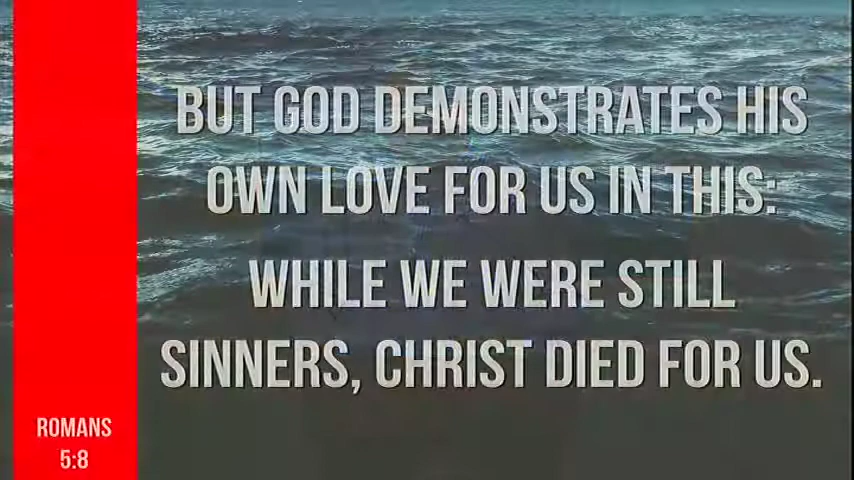 BUT GOD DEMONSTRATES HIS
OWN LOVE FOR US IN THIS:
WHILE WE WERE STILL
SINNERS, CHRIST DIED FOR US.
ROMANS
5:8